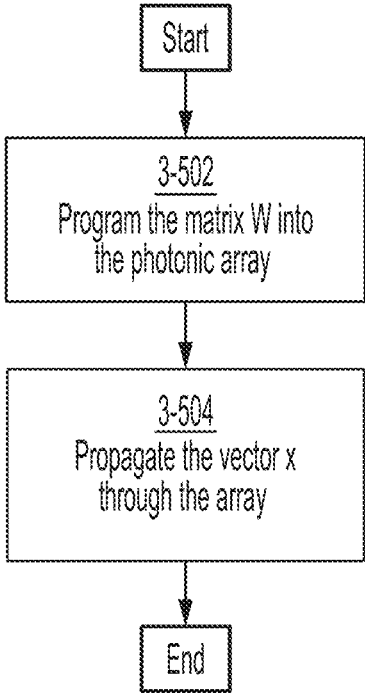 Start
3-502
Program the matrix W into
the photonic array
3-504
Propagate the vector x
through the array
End